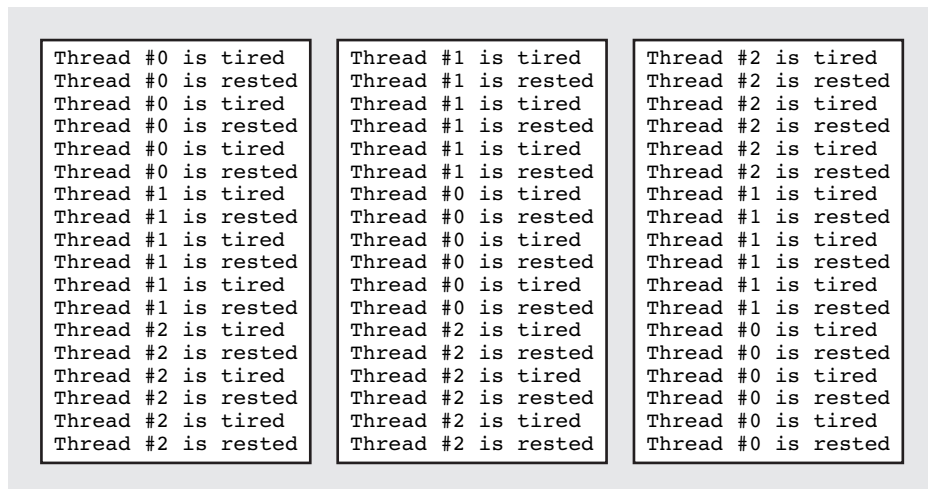 Thread #0 is tired
Thread #0 is rested
Thread #0 is tired
Thread #0 is rested
Thread #0 is tired
Thread #0 is rested
Thread #1 is tired
Thread #1 is rested
Thread #1 is tired
Thread #1 is rested
Thread #1 is tired
Thread #1 is rested
Thread #2 is tired
Thread #2 is rested
Thread #2 is tired
Thread #2 is rested
Thread #2 is tired
Thread #2 is rested
Thread #1 is tired
Thread #1 is rested
Thread #1 is tired
Thread #1 is rested
Thread #1 is tired
Thread #1 is rested
Thread #0 is tired
Thread #0 is rested
Thread #0 is tired
Thread #0 is rested
Thread #0 is tired
Thread #0 is rested
Thread #2 is tired
Thread #2 is rested
Thread #2 is tired
Thread #2 is rested
Thread #2 is tired
Thread #2 is rested
Thread #2 is tired
Thread #2 is rested
Thread #2 is tired
Thread #2 is rested
Thread #2 is tired
Thread #2 is rested
Thread #1 is tired
Thread #1 is rested
Thread #1 is tired
Thread #1 is rested
Thread #1 is tired
Thread #1 is rested
Thread #0 is tired
Thread #0 is rested
Thread #0 is tired
Thread #0 is rested
Thread #0 is tired
Thread #0 is rested